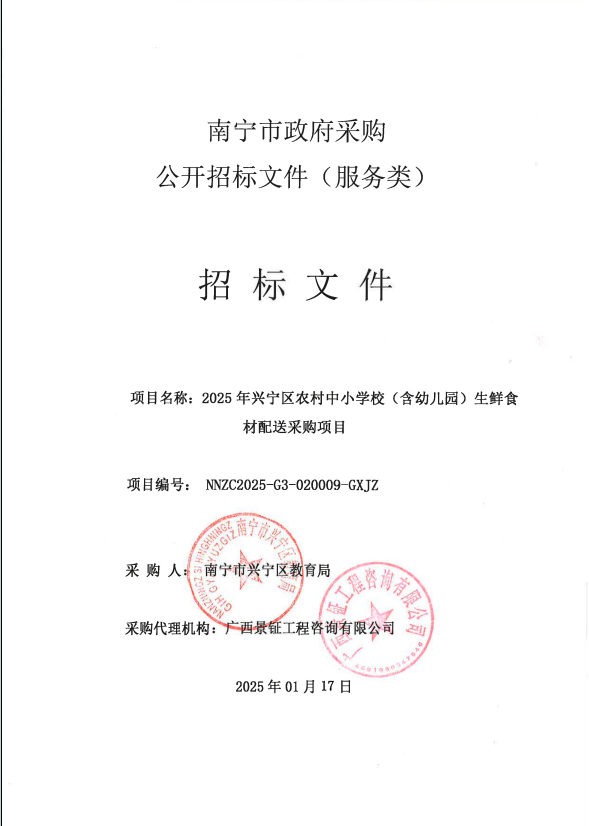 南宁市政府采购
公开招标文件（服务类）
招标文件
项目名称：2025年兴宁区农村中小学校（含幼儿园）生鲜食
材配送采购项目
项目编号： NNZC2025-G3-020009-GXJZ
采 购 人： 南宁市兴宁区教育局
采购代理机构：广西景钲工程咨询有限公司
2025年01月17日